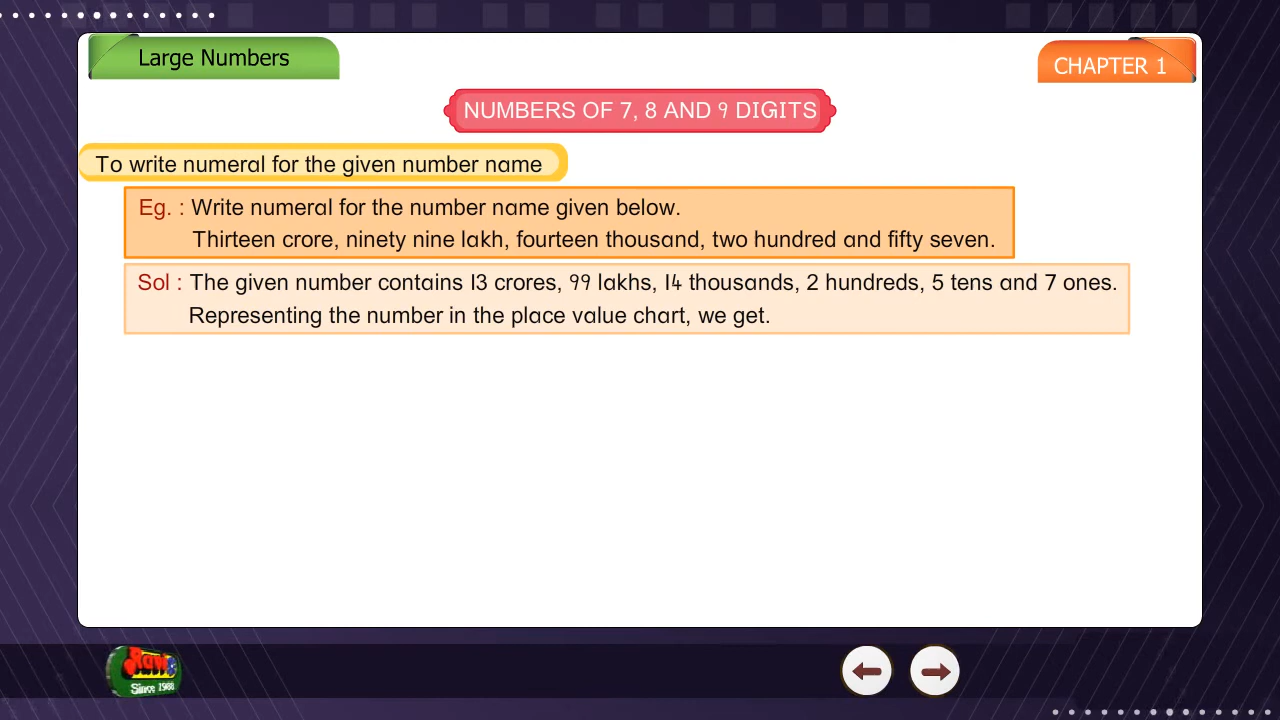 Large Numbers
CHAPTER 1
NUMBERS OF 7, 8 AND 9 DIGITS
To write numeral for the given number name
Eg. : Write numeral for the number name given below.
Thirteen crore, ninety nine lakh, fourteen thousand, two hundred and fifty seven.
Sol : The given number contains 13 crores, 99 lakhs, 14 thousands, 2 hundreds, 5 tens and 7 ones.
Representing the number in the place value chart, we get.
Since 1988